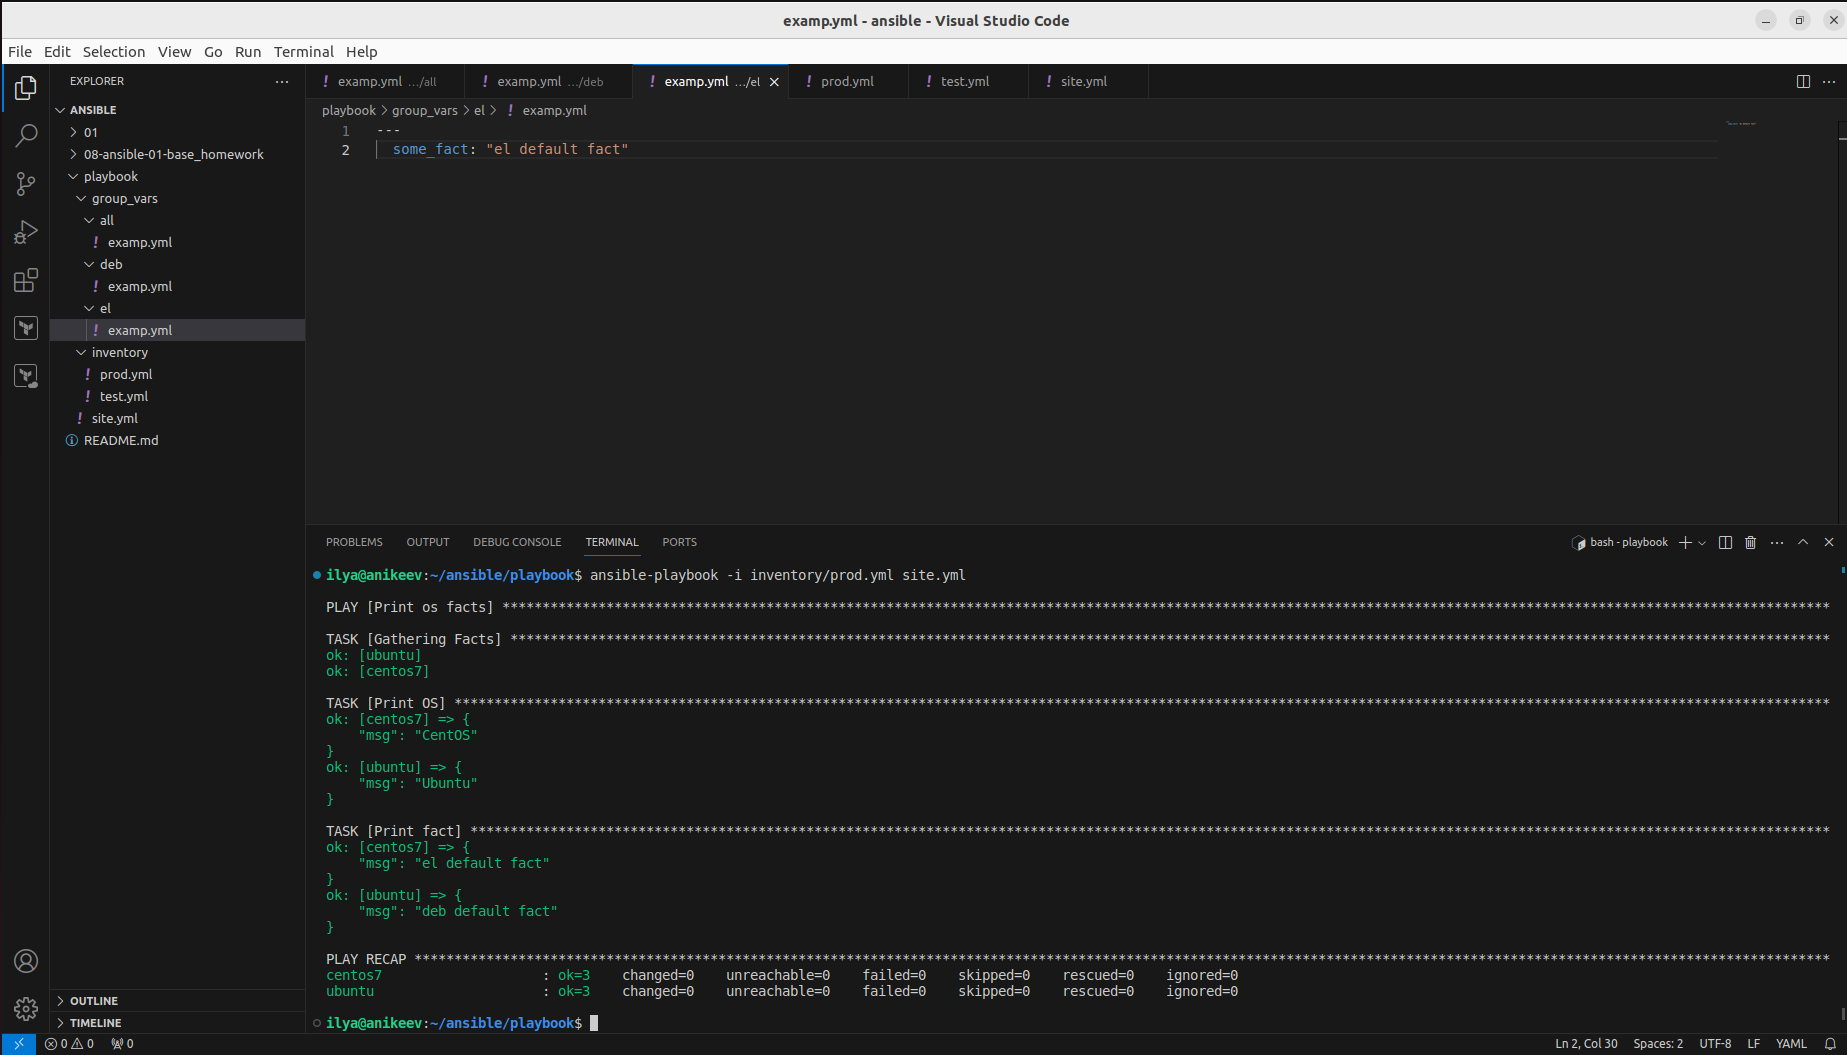 examp.yml - ansible - Visual Studio Code
File Edit Selection View Go Run Terminal Help
EXPLORER
ANSIBLE
01
08-ansible-01-base_homework
playbook
group_vars
all
! examp.yml
deb
! examp.yml
el
! examp.yml
inventory
! prod.yml
! test.yml
! site.yml
README.md
OUTLINE
TIMELINE
! examp.yml .../all ! examp.yml .../deb ! examp.yml .../el ! prod.yml ! test.yml ! site.yml
playbook > group_vars > el > ! examp.yml
1 ---
2 some_fact: "el default fact"
PROBLEMS OUTPUT DEBUG CONSOLE TERMINAL PORTS bash - playbook
ilya@anikeev:~/ansible/playbook$ ansible-playbook -i inventory/prod.yml site.yml
PLAY [Print os facts] **********************************************************************************************************************************************************************
TASK [Gathering Facts] *********************************************************************************************************************************************************************
ok: [ubuntu]
ok: [centos7]
TASK [Print OS] ****************************************************************************************************************************************************************************
ok: [centos7] => {
"msg": "CentOS"
}
ok: [ubuntu] => {
"msg": "Ubuntu"
}
TASK [Print fact] **************************************************************************************************************************************************************************
ok: [centos7] => {
"msg": "el default fact"
}
ok: [ubuntu] => {
"msg": "deb default fact"
}
PLAY RECAP *********************************************************************************************************************************************************************************
centos7 : ok=3 changed=0 unreachable=0 failed=0 skipped=0 rescued=0 ignored=0
ubuntu : ok=3 changed=0 unreachable=0 failed=0 skipped=0 rescued=0 ignored=0
ilya@anikeev:~/ansible/playbook$
0 0 0 Ln 2, Col 30 Spaces: 2 UTF-8 LF YAML